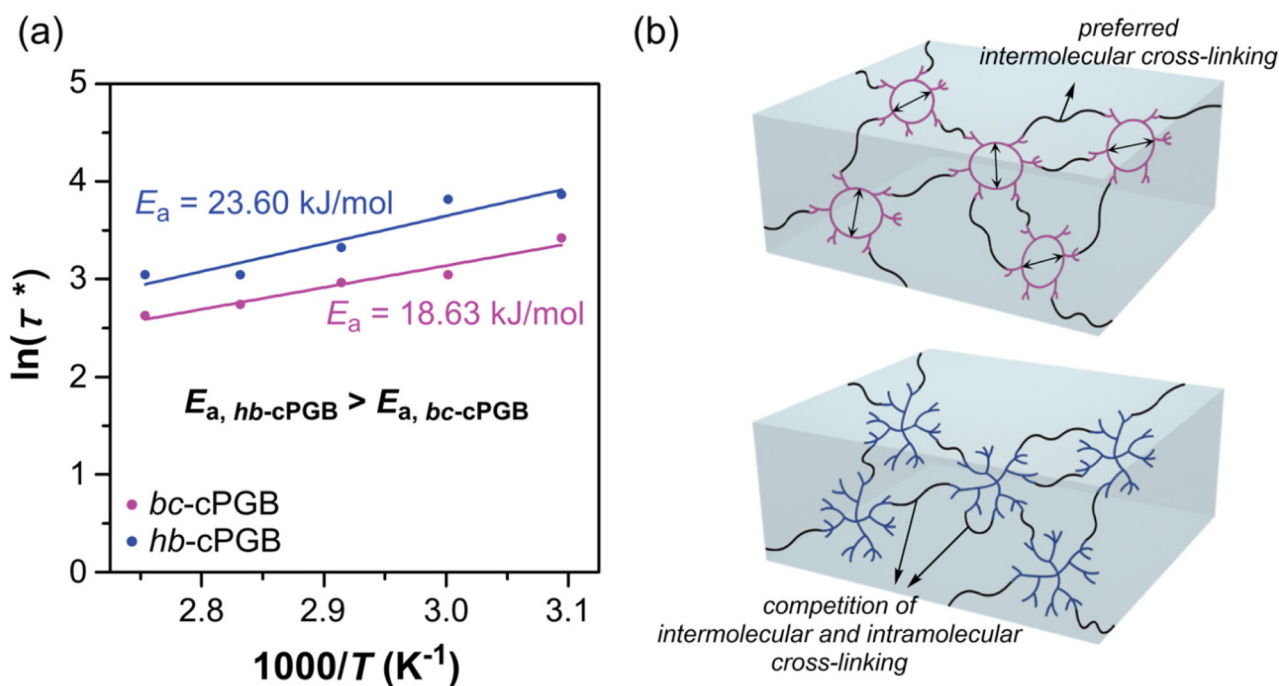 (a)
5
4
3
2
1
0
ln(τ *)
Ea = 23.60 kJ/mol
Ea = 18.63 kJ/mol
Ea, hb-cPGB > Ea, bc-cPGB
bc-cPGB
hb-cPGB
2.8
2.9
3.0
3.1
1000/T (K-1)
(b)
preferred
intermolecular cross-linking
competition of
intermolecular and intramolecular
cross-linking